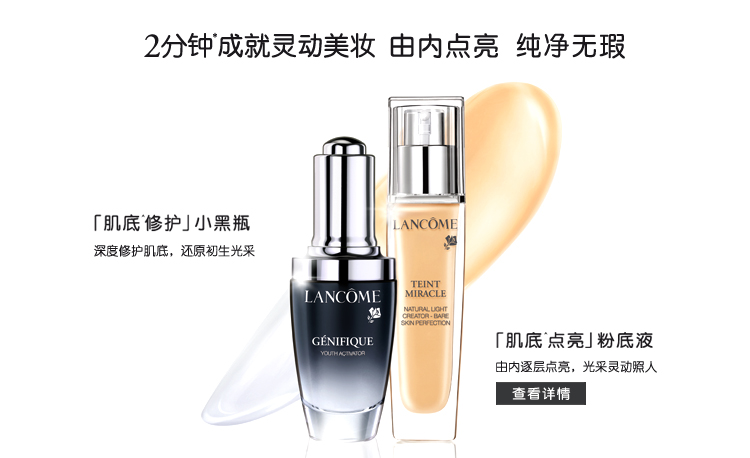 2分钟*成就灵动美妆 由内点亮 纯净无瑕
「肌底*修护」小黑瓶
深度修护肌底，还原初生光采
LANCÔME
GÉNIFIQUE
YOUTH ACTIVATOR
LANCÔME
TEINT
MIRACLE
NATURAL LIGHT
CREATOR - BARE
SKIN PERFECTION
「肌底*点亮」粉底液
由内逐层点亮，光采灵动照人
查看详情